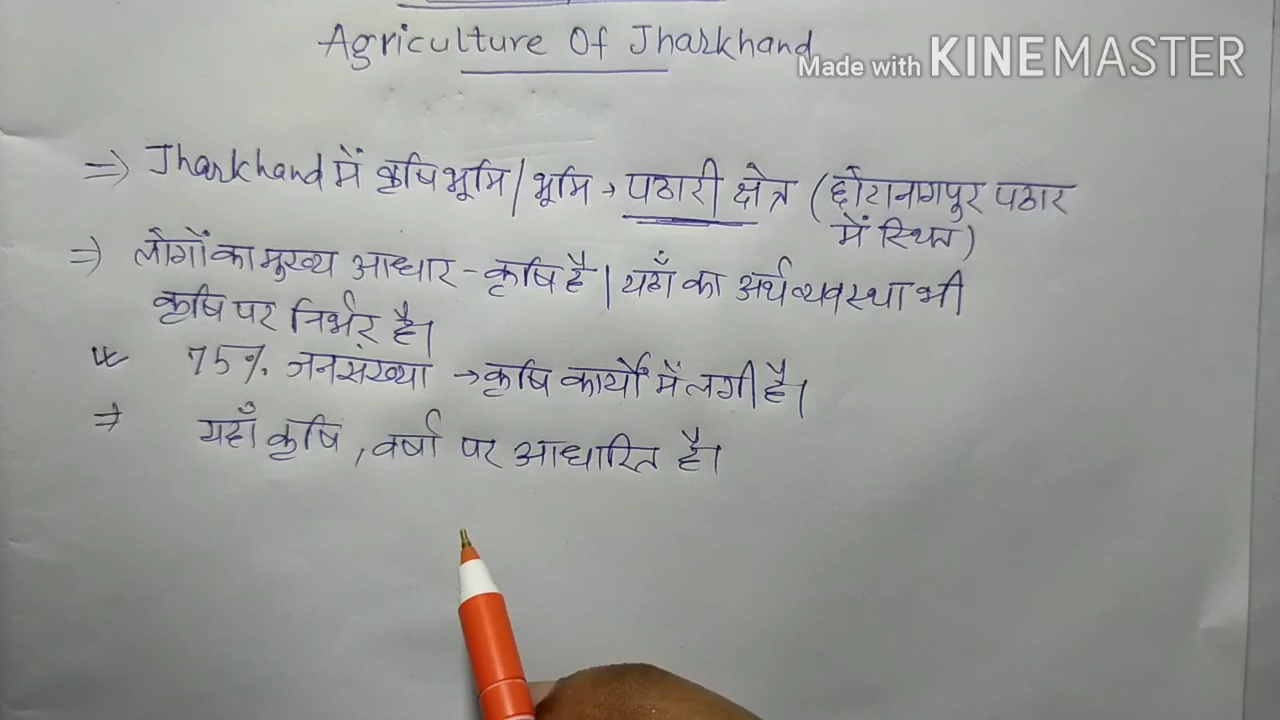 Agriculture Of Jharkhand
Made with KINEMASTER
⇒ Jharkhand में कृषि भूमि / भूमि → पठारी क्षेत्र (छोटानागपुर पठार
में स्थित)
⇒ लोगों का मुख्य आधार - कृषि है। यहाँ का अर्थव्यवस्था भी
कृषि पर निर्भर है।
75% जनसंख्या → कृषि कार्यों में लगी है।
⇒ यहाँ कृषि, वर्षा पर आधारित है।